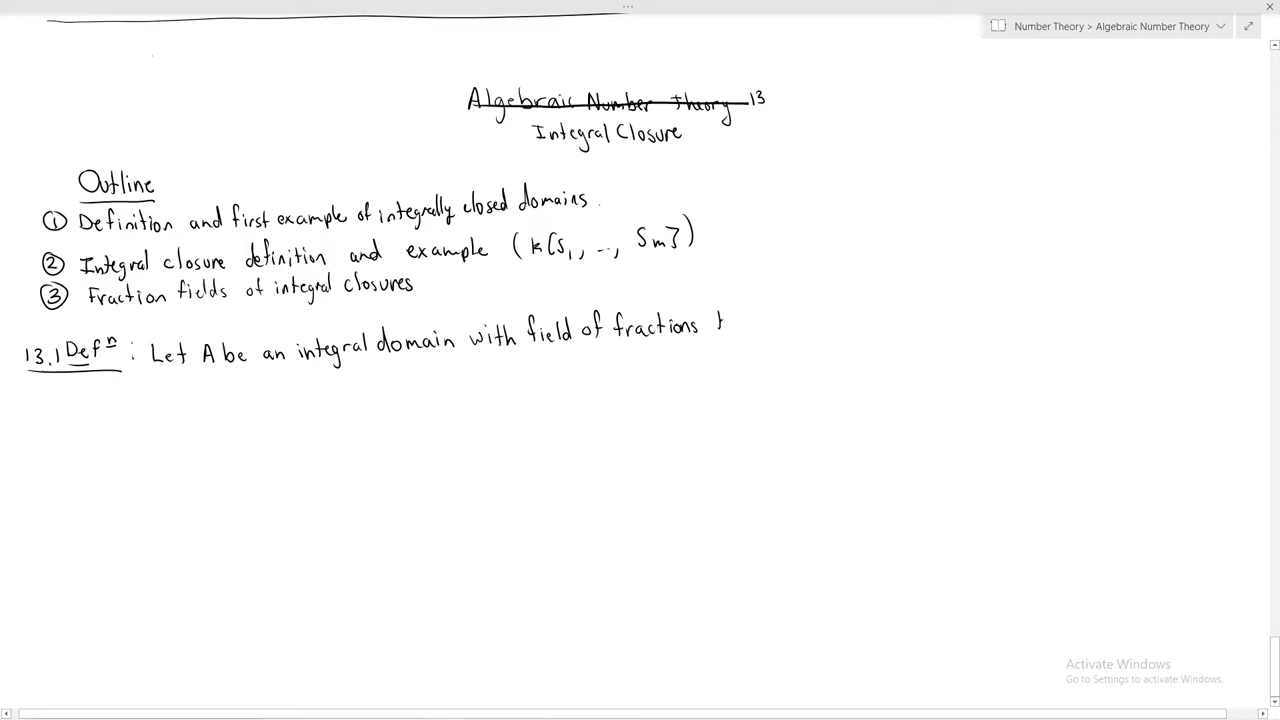 Number Theory > Algebraic Number Theory
Algebraic Number Theory 13
Integral Closure
Outline
① Definition and first example of integrally closed domains.
② Integral closure definition and example (k[S₁, ..., Sₘ])
③ Fraction fields of integral closures
13.1 Defⁿ: Let A be an integral domain with field of fractions
Activate Windows
Go to Settings to activate Windows.